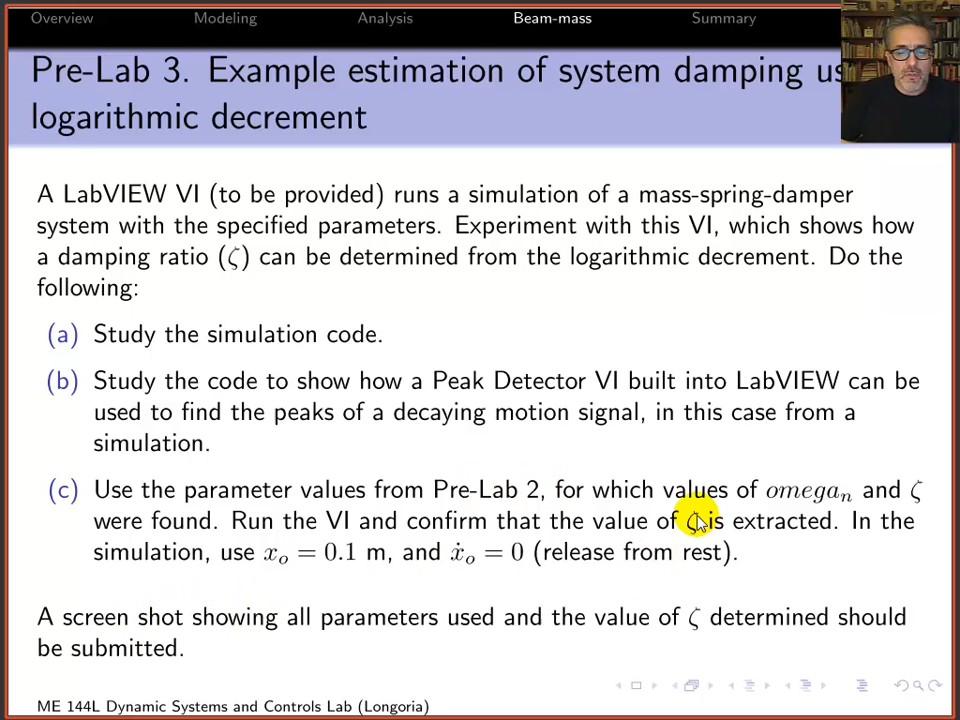 Overview Modeling Analysis Beam-mass Summary
Pre-Lab 3. Example estimation of system damping
logarithmic decrement
A LabVIEW VI (to be provided) runs a simulation of a mass-spring-damper
system with the specified parameters. Experiment with this VI, which shows how
a damping ratio (ζ) can be determined from the logarithmic decrement. Do the
following:
(a) Study the simulation code.
(b) Study the code to show how a Peak Detector VI built into LabVIEW can be
used to find the peaks of a decaying motion signal, in this case from a
simulation.
(c) Use the parameter values from Pre-Lab 2, for which values of omegaₙ and ζ
were found. Run the VI and confirm that the value of ζ is extracted. In the
simulation, use xₒ = 0.1 m, and ẋₒ = 0 (release from rest).
A screen shot showing all parameters used and the value of ζ determined should
be submitted.
ME 144L Dynamic Systems and Controls Lab (Longoria)